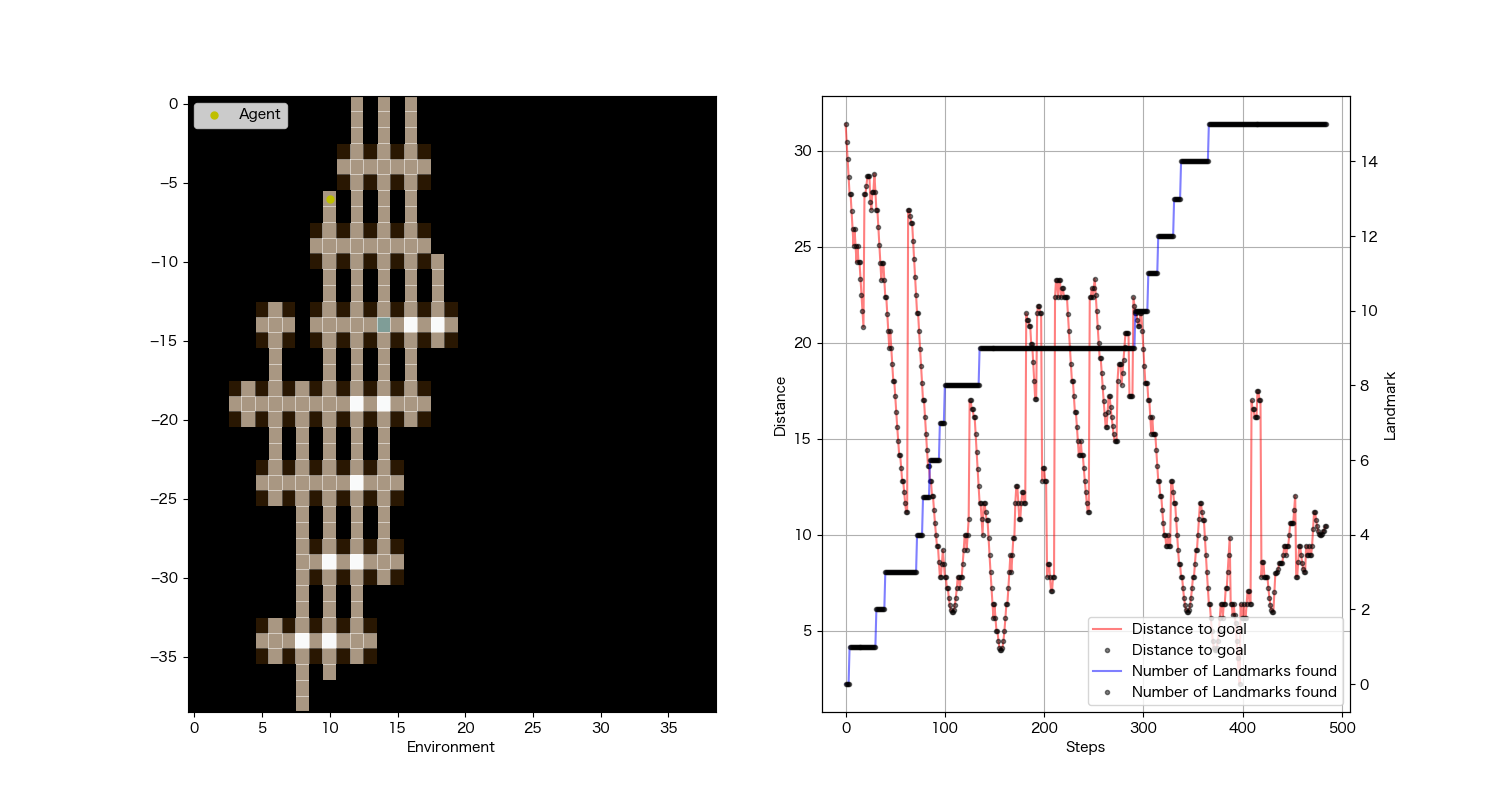 Agent
0
−5
−10
−15
−20
−25
−30
−35
0 5 10 15 20 25 30 35
Environment
Distance
30
25
20
15
10
5
0 100 200 300 400 500
Steps
14
12
10
8
6
4
2
0
Landmark
Distance to goal
Distance to goal
Number of Landmarks found
Number of Landmarks found